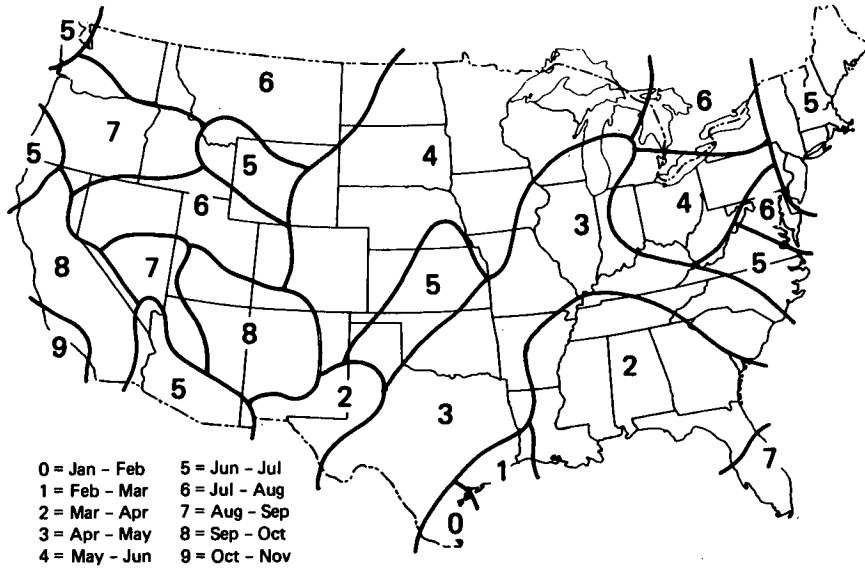 5
6
6
5
7
4
5
5
6
4
6
3
8
7
5
5
8
9
2
2
5
3
7
1
0
0 = Jan - Feb
1 = Feb - Mar
2 = Mar - Apr
3 = Apr - May
4 = May - Jun
5 = Jun - Jul
6 = Jul - Aug
7 = Aug - Sep
8 = Sep - Oct
9 = Oct - Nov